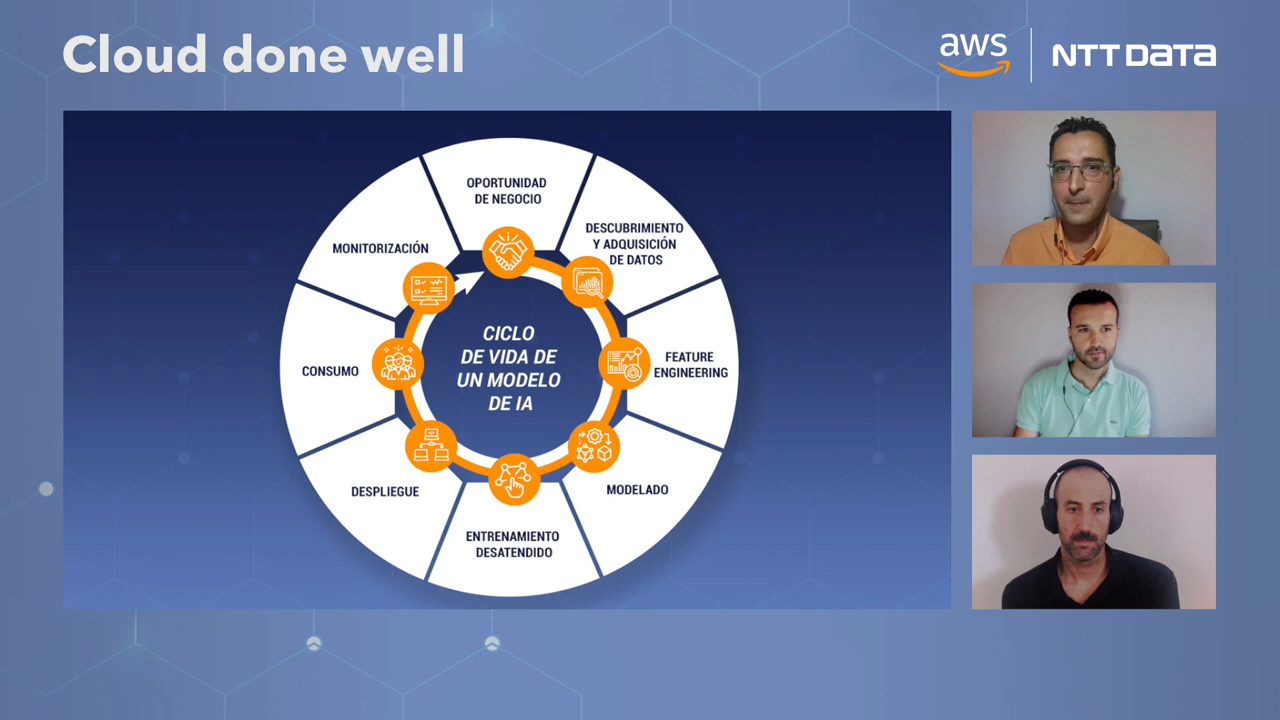 Cloud done well
aws
NTT DATA
OPORTUNIDAD
DE NEGOCIO
DESCUBRIMIENTO
Y ADQUISICIÓN
DE DATOS
FEATURE
ENGINEERING
MODELADO
ENTRENAMIENTO
DESATENDIDO
DESPLIEGUE
CONSUMO
MONITORIZACIÓN
CICLO
DE VIDA DE
UN MODELO
DE IA